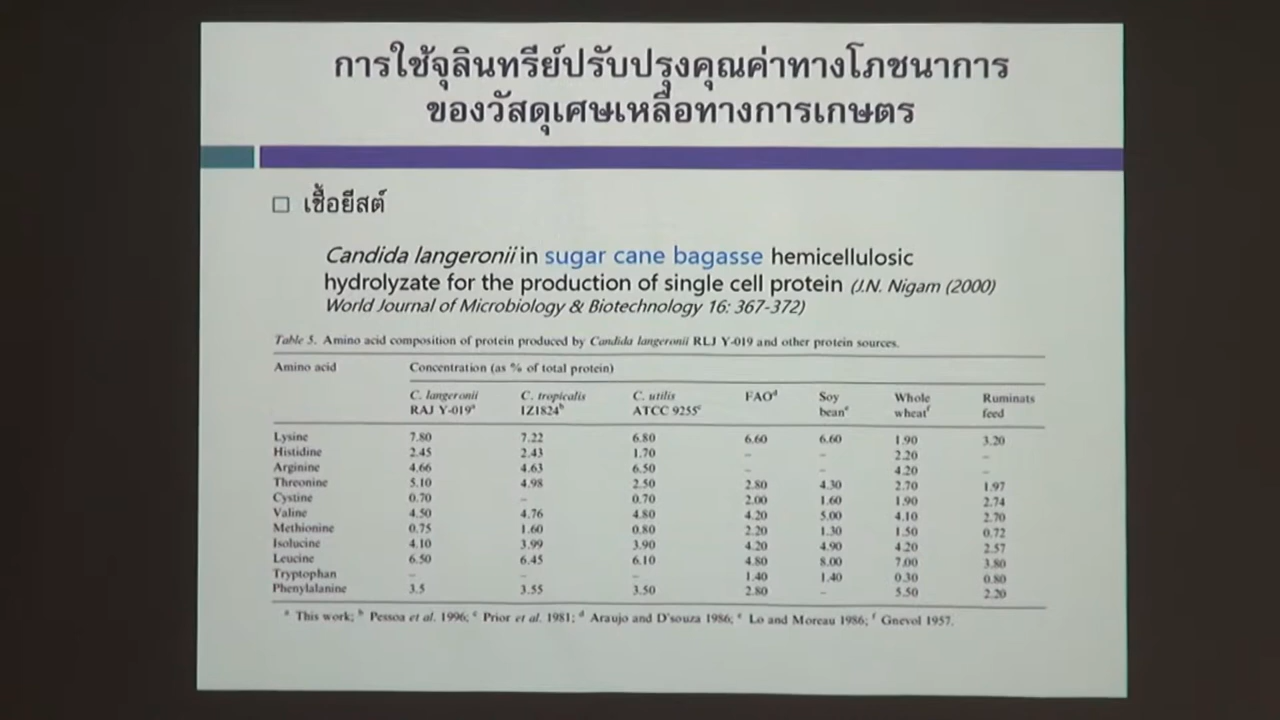 การใช้จุลินทรีย์ปรับปรุงคุณค่าทางโภชนาการ
ของวัสดุเศษเหลือทางการเกษตร
เชื้อยีสต์
Candida langeronii in sugar cane bagasse hemicellulosic
hydrolyzate for the production of single cell protein (J.N. Nigam (2000)
World Journal of Microbiology & Biotechnology 16: 367-372)
Table 5. Amino acid composition of protein produced by Candida langeronii RLJ Y-019 and other protein sources.
Amino acid Concentration (as % of total protein)
C. langeronii C. tropicalis C. utilis FAOd Soy Whole Ruminats
RAJ Y-019a IZ1824b ATCC 9255c beane wheatf feed
Lysine 7.80 7.22 6.80 6.60 6.60 1.90 3.20
Histidine 2.45 2.43 1.70 – – 2.20 –
Arginine 4.66 4.63 6.50 – – 4.20 –
Threonine 5.10 4.98 2.50 2.80 4.30 2.70 1.97
Cystine 0.70 – 0.70 2.00 1.60 1.90 2.74
Valine 4.50 4.76 4.80 4.20 5.00 4.10 2.70
Methionine 0.75 1.60 0.80 2.20 1.30 1.50 0.72
Isolucine 4.10 3.99 3.90 4.20 4.90 4.20 2.57
Leucine 6.50 6.45 6.10 4.80 8.00 7.00 3.80
Tryptophan – – – 1.40 1.40 0.30 0.80
Phenylalanine 3.5 3.55 3.50 2.80 – 5.50 2.20
a This work; b Pessoa et al. 1996; c Prior et al. 1981; d Araujo and D'souza 1986; e Lo and Moreau 1986; f Gnevol 1957.